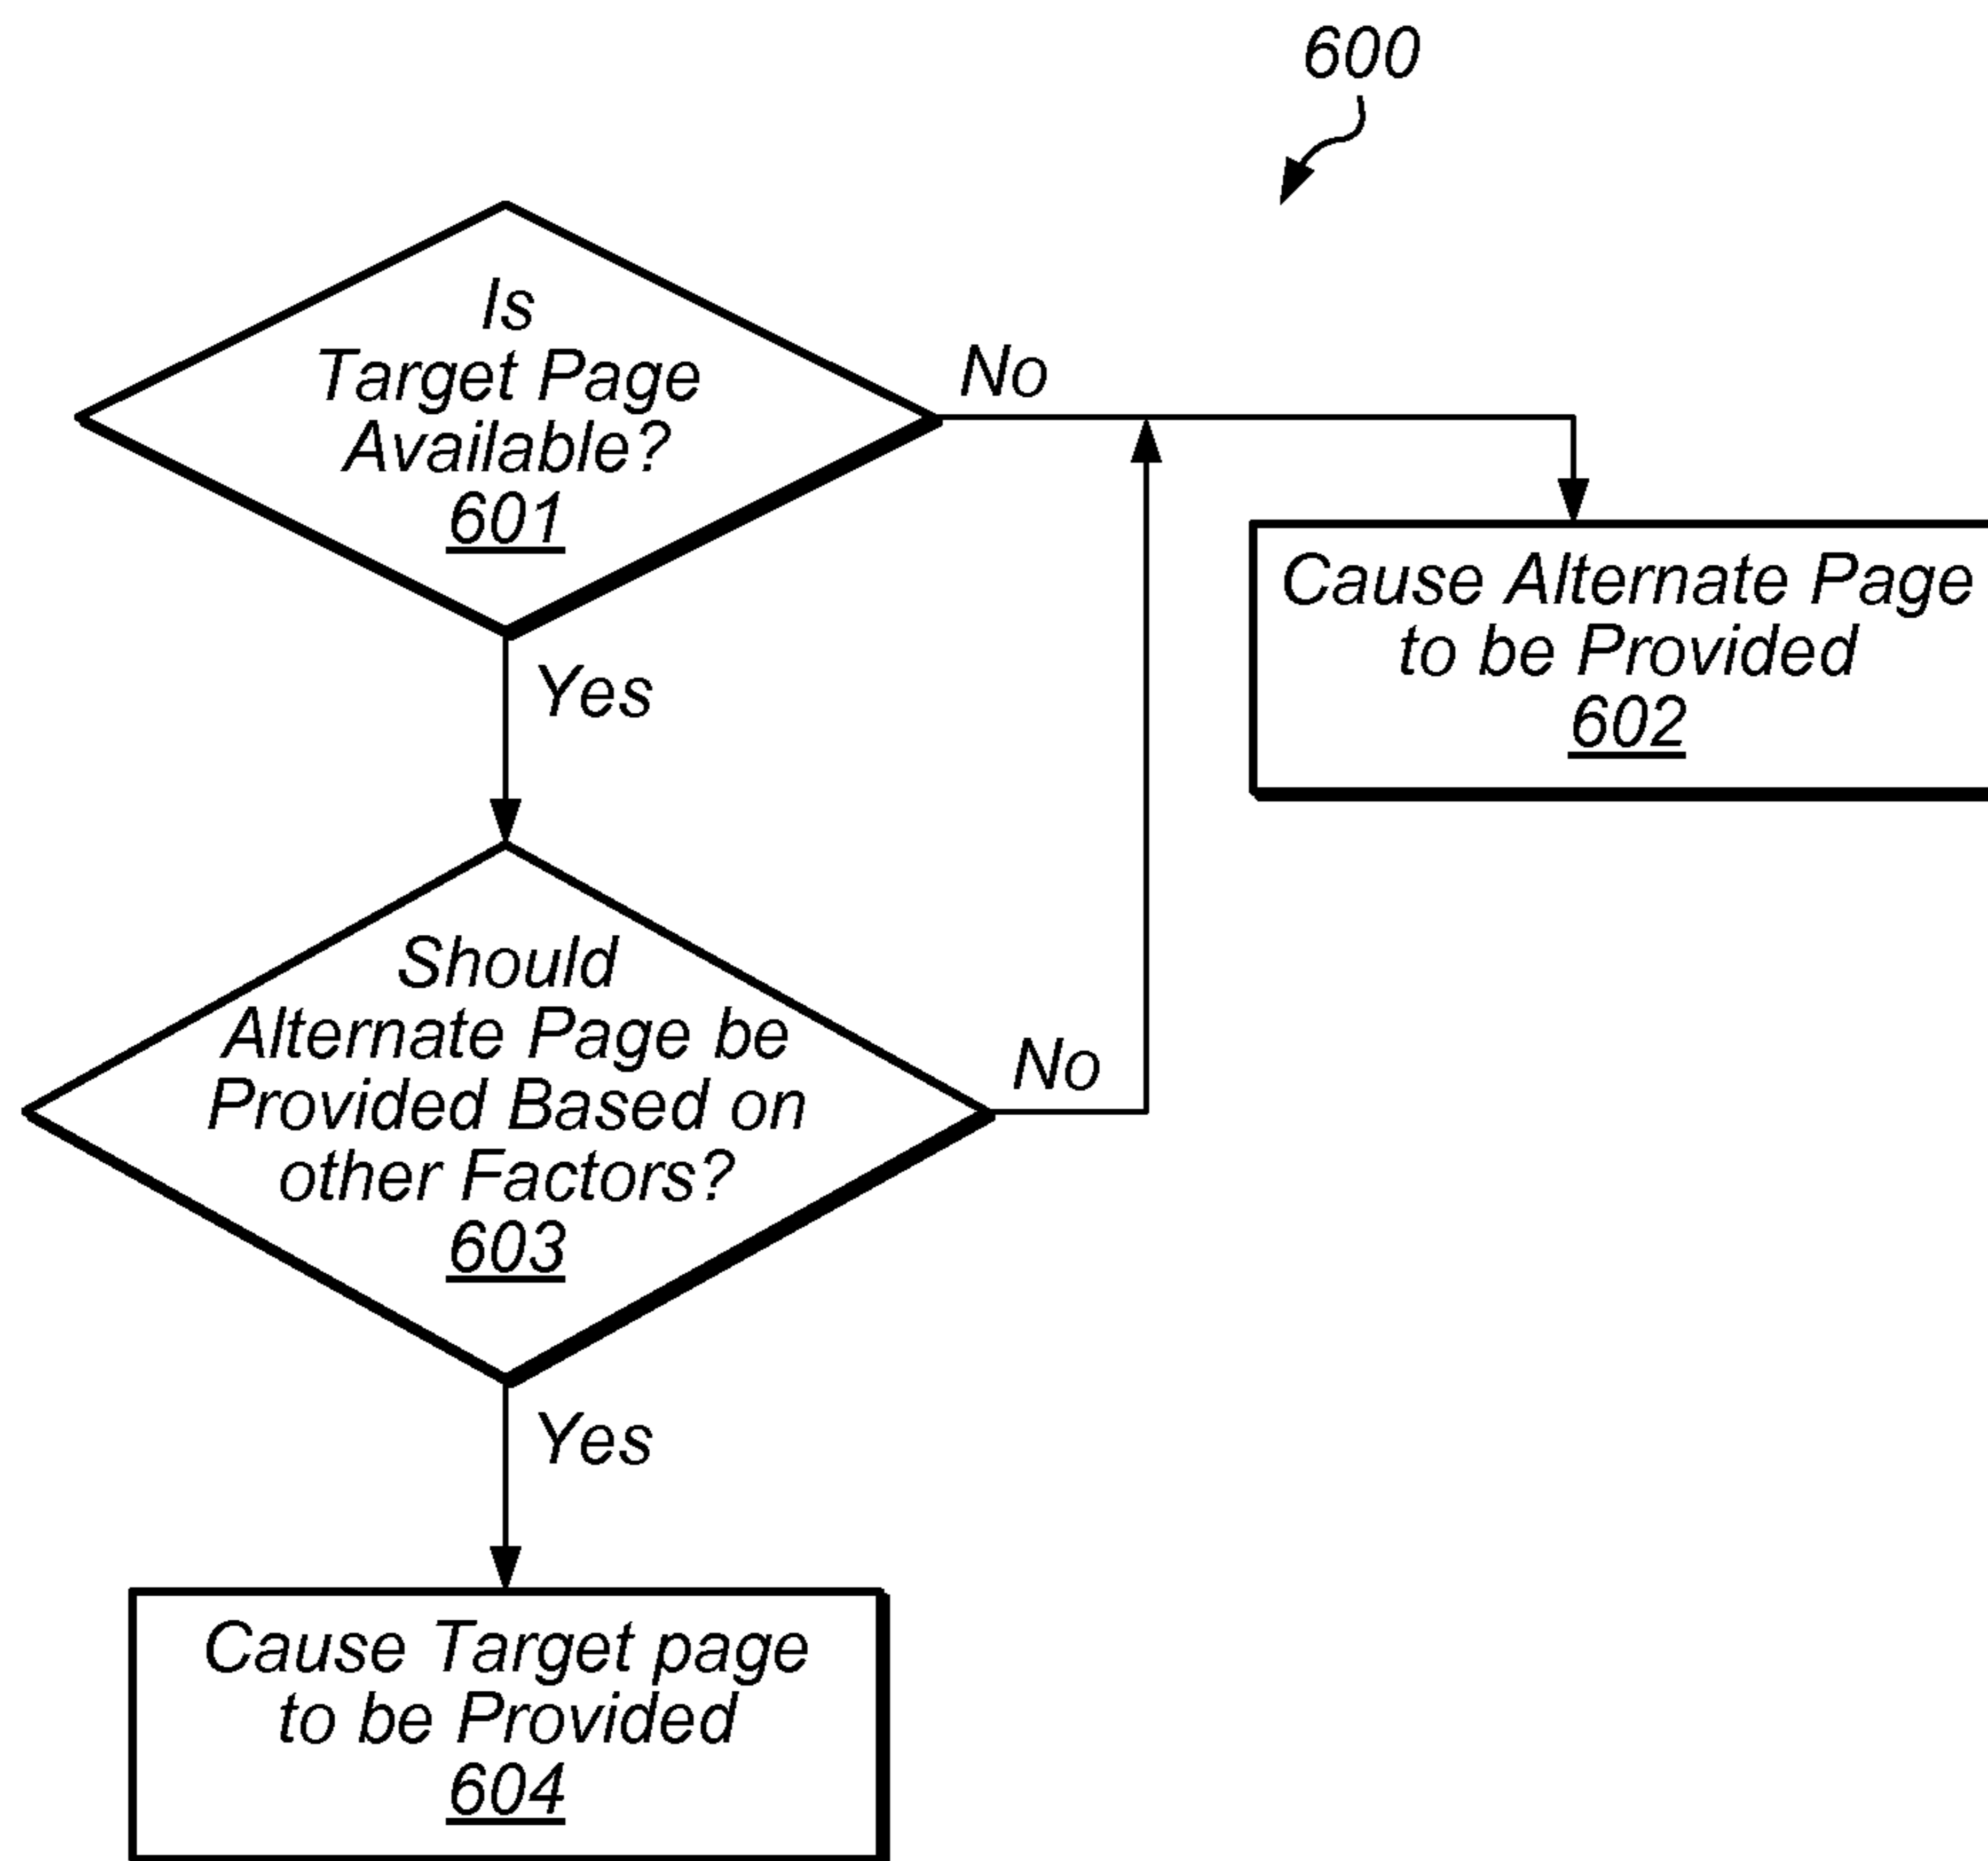 600
Is
Target Page
Available?
601
No
Yes
Cause Alternate Page
to be Provided
602
Should
Alternate Page be
Provided Based on
other Factors?
603
No
Yes
Cause Target page
to be Provided
604